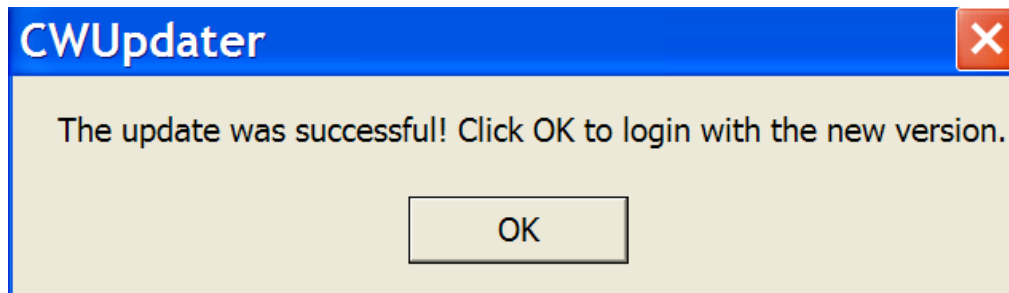 CWUpdater
The update was successful! Click OK to login with the new version.
OK